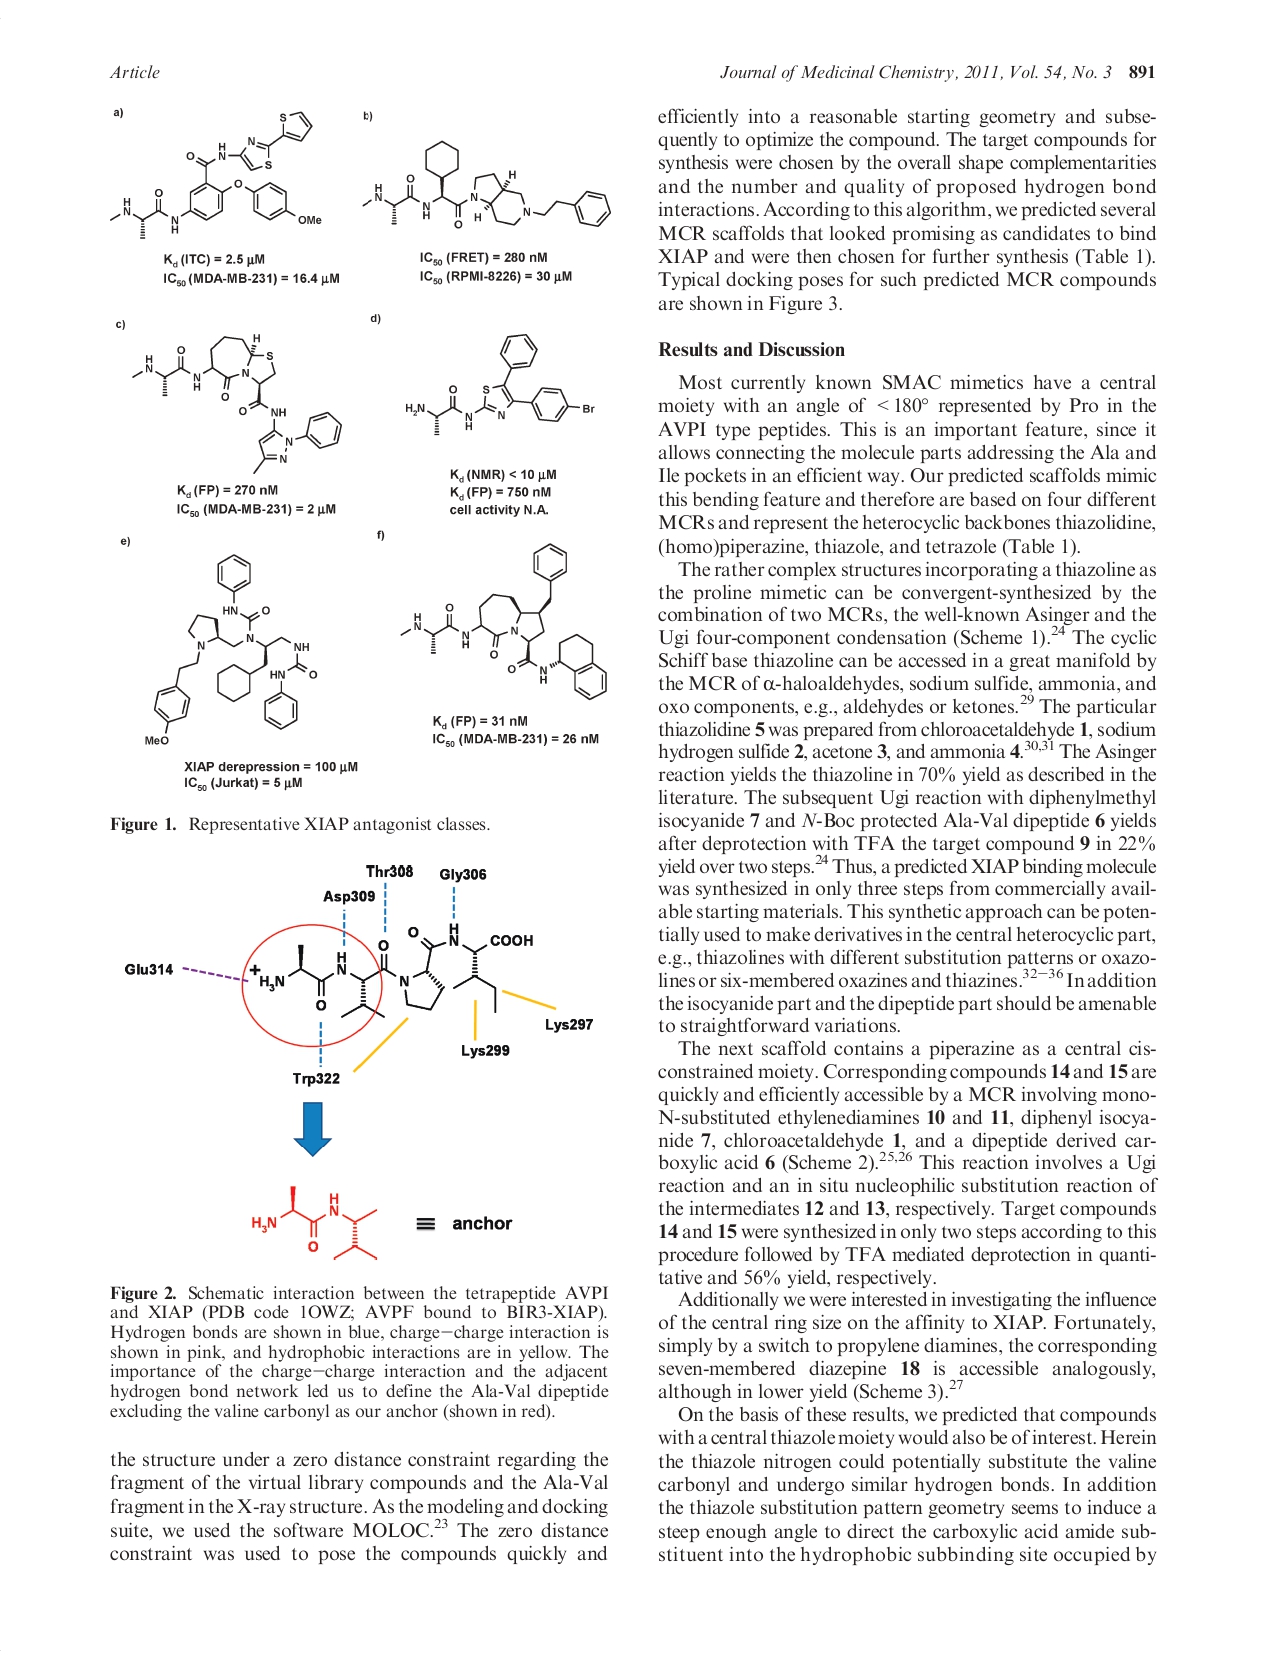 Article
Journal of Medicinal Chemistry, 2011, Vol. 54, No. 3 891
a)
S
N
S
H
N
O
O
OMe
H
N
O
N
H
Kd (ITC) = 2.5 μM
IC50 (MDA-MB-231) = 16.4 μM
b)
H
N
O
N
H
O
N
H
H
N
IC50 (FRET) = 280 nM
IC50 (RPMI-8226) = 30 μM
c)
H
N
O
N
H
O
N
H
S
O
NH
N
N
Kd (FP) = 270 nM
IC50 (MDA-MB-231) = 2 μM
d)
H2N
O
N
H
S
N
Br
Kd (NMR) < 10 μM
Kd (FP) = 750 nM
cell activity N.A.
e)
HN
O
N
N
NH
O
HN
MeO
XIAP derepression = 100 μM
IC50 (Jurkat) = 5 μM
f)
H
N
O
N
H
O
N
O
N
H
Kd (FP) = 31 nM
IC50 (MDA-MB-231) = 26 nM
Figure 1. Representative XIAP antagonist classes.
Thr308
Gly306
Asp309
Glu314
+
H3N
O
H
N
O
N
O
H
N
COOH
Lys297
Lys299
Trp322
H3N
O
H
N
≡ anchor
Figure 2. Schematic interaction between the tetrapeptide AVPI
and XIAP (PDB code 1OWZ; AVPF bound to BIR3-XIAP).
Hydrogen bonds are shown in blue, charge−charge interaction is
shown in pink, and hydrophobic interactions are in yellow. The
importance of the charge−charge interaction and the adjacent
hydrogen bond network led us to define the Ala-Val dipeptide
excluding the valine carbonyl as our anchor (shown in red).
the structure under a zero distance constraint regarding the
fragment of the virtual library compounds and the Ala-Val
fragment in the X-ray structure. As the modeling and docking
suite, we used the software MOLOC.23 The zero distance
constraint was used to pose the compounds quickly and
efficiently into a reasonable starting geometry and subse-
quently to optimize the compound. The target compounds for
synthesis were chosen by the overall shape complementarities
and the number and quality of proposed hydrogen bond
interactions. According to this algorithm, we predicted several
MCR scaffolds that looked promising as candidates to bind
XIAP and were then chosen for further synthesis (Table 1).
Typical docking poses for such predicted MCR compounds
are shown in Figure 3.
Results and Discussion
Most currently known SMAC mimetics have a central
moiety with an angle of <180° represented by Pro in the
AVPI type peptides. This is an important feature, since it
allows connecting the molecule parts addressing the Ala and
Ile pockets in an efficient way. Our predicted scaffolds mimic
this bending feature and therefore are based on four different
MCRs and represent the heterocyclic backbones thiazolidine,
(homo)piperazine, thiazole, and tetrazole (Table 1).
The rather complex structures incorporating a thiazoline as
the proline mimetic can be convergent-synthesized by the
combination of two MCRs, the well-known Asinger and the
Ugi four-component condensation (Scheme 1).24 The cyclic
Schiff base thiazoline can be accessed in a great manifold by
the MCR of α-haloaldehydes, sodium sulfide, ammonia, and
oxo components, e.g., aldehydes or ketones.29 The particular
thiazolidine 5 was prepared from chloroacetaldehyde 1, sodium
hydrogen sulfide 2, acetone 3, and ammonia 4.30,31 The Asinger
reaction yields the thiazoline in 70% yield as described in the
literature. The subsequent Ugi reaction with diphenylmethyl
isocyanide 7 and N-Boc protected Ala-Val dipeptide 6 yields
after deprotection with TFA the target compound 9 in 22%
yield over two steps.24 Thus, a predicted XIAP binding molecule
was synthesized in only three steps from commercially avail-
able starting materials. This synthetic approach can be poten-
tially used to make derivatives in the central heterocyclic part,
e.g., thiazolines with different substitution patterns or oxazo-
lines or six-membered oxazines and thiazines.32−36 In addition
the isocyanide part and the dipeptide part should be amenable
to straightforward variations.
The next scaffold contains a piperazine as a central cis-
constrained moiety. Corresponding compounds 14 and 15 are
quickly and efficiently accessible by a MCR involving mono-
N-substituted ethylenediamines 10 and 11, diphenyl isocya-
nide 7, chloroacetaldehyde 1, and a dipeptide derived car-
boxylic acid 6 (Scheme 2).25,26 This reaction involves a Ugi
reaction and an in situ nucleophilic substitution reaction of
the intermediates 12 and 13, respectively. Target compounds
14 and 15 were synthesized in only two steps according to this
procedure followed by TFA mediated deprotection in quanti-
tative and 56% yield, respectively.
Additionally we were interested in investigating the influence
of the central ring size on the affinity to XIAP. Fortunately,
simply by a switch to propylene diamines, the corresponding
seven-membered diazepine 18 is accessible analogously,
although in lower yield (Scheme 3).27
On the basis of these results, we predicted that compounds
with a central thiazole moiety would also be of interest. Herein
the thiazole nitrogen could potentially substitute the valine
carbonyl and undergo similar hydrogen bonds. In addition
the thiazole substitution pattern geometry seems to induce a
steep enough angle to direct the carboxylic acid amide sub-
stituent into the hydrophobic subbinding site occupied by